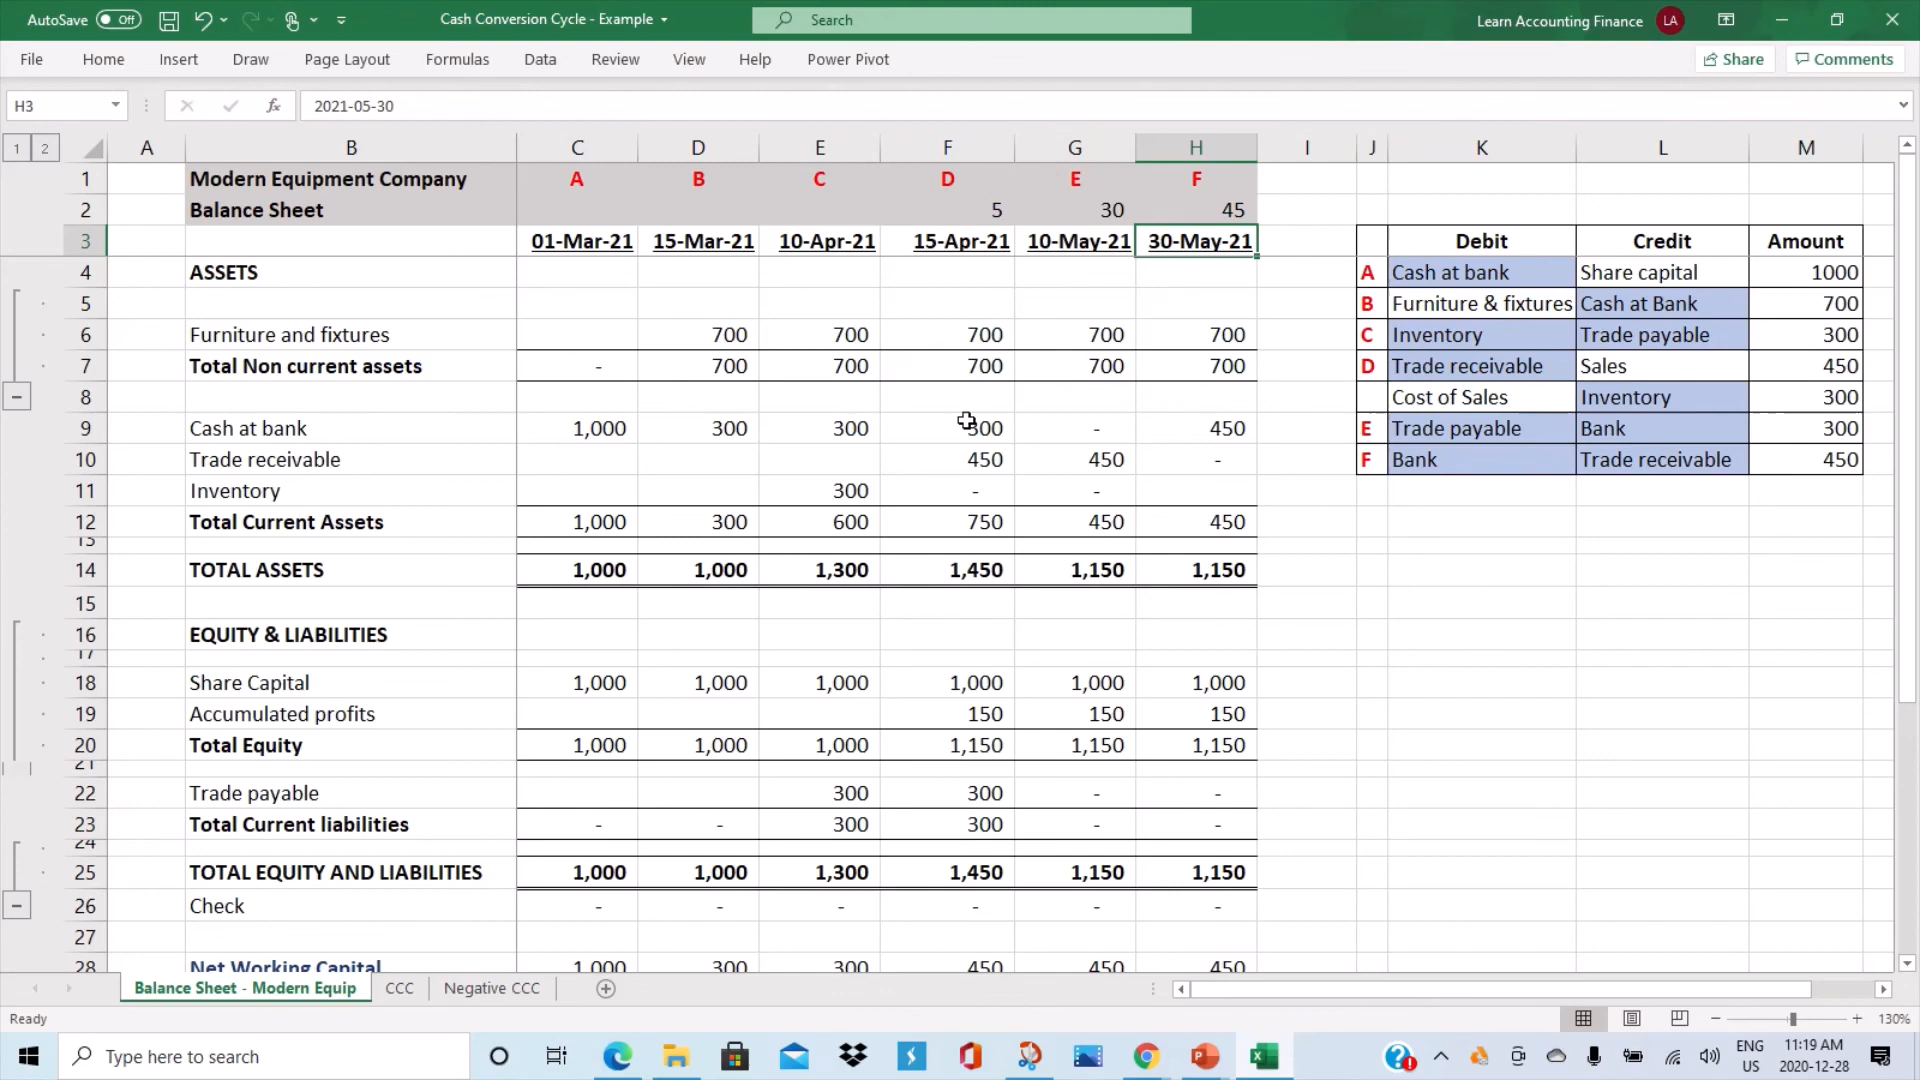 AutoSave Off Cash Conversion Cycle - Example Search Learn Accounting Finance LA
File Home Insert Draw Page Layout Formulas Data Review View Help Power Pivot Share Comments
H3 fx 2021-05-30
1 2 A B C D E F G H I J K L M
1 Modern Equipment Company A B C D E F
2 Balance Sheet 5 30 45
3 01-Mar-21 15-Mar-21 10-Apr-21 15-Apr-21 10-May-21 30-May-21 Debit Credit Amount
4 ASSETS A Cash at bank Share capital 1000
5 B Furniture & fixtures Cash at Bank 700
6 Furniture and fixtures 700 700 700 700 700 C Inventory Trade payable 300
7 Total Non current assets - 700 700 700 700 700 D Trade receivable Sales 450
8 Cost of Sales Inventory 300
9 Cash at bank 1,000 300 300 300 - 450 E Trade payable Bank 300
10 Trade receivable 450 450 - F Bank Trade receivable 450
11 Inventory 300 - -
12 Total Current Assets 1,000 300 600 750 450 450
13
14 TOTAL ASSETS 1,000 1,000 1,300 1,450 1,150 1,150
15
16 EQUITY & LIABILITIES
17
18 Share Capital 1,000 1,000 1,000 1,000 1,000 1,000
19 Accumulated profits 150 150 150
20 Total Equity 1,000 1,000 1,000 1,150 1,150 1,150
21
22 Trade payable 300 300 - -
23 Total Current liabilities - - 300 300 - -
24
25 TOTAL EQUITY AND LIABILITIES 1,000 1,000 1,300 1,450 1,150 1,150
26 Check - - - - - -
27
28 Net Working Capital 1,000 300 300 450 450 450
Balance Sheet - Modern Equip CCC Negative CCC
Ready 130%
Type here to search ENG US 11:19 AM 2020-12-28